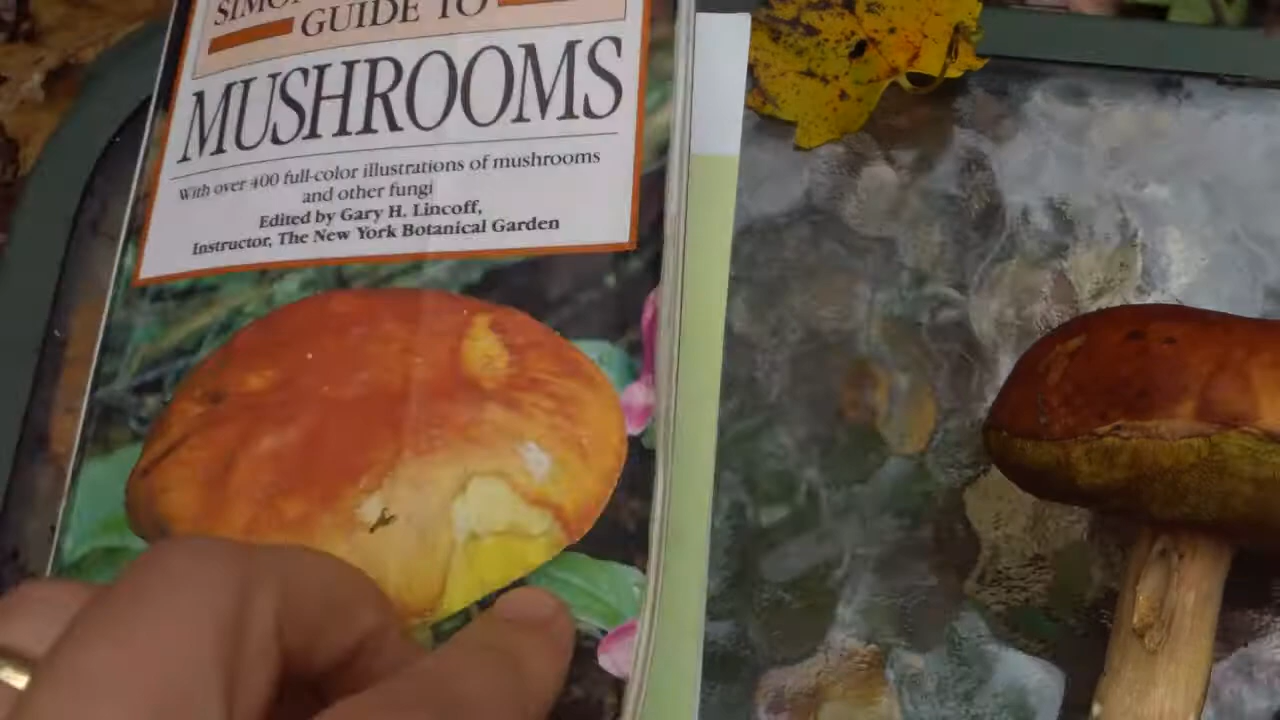 GUIDE TO
MUSHROOMS
With over 400 full-color illustrations of mushrooms
and other fungi
Edited by Gary H. Lincoff,
Instructor, The New York Botanical Garden